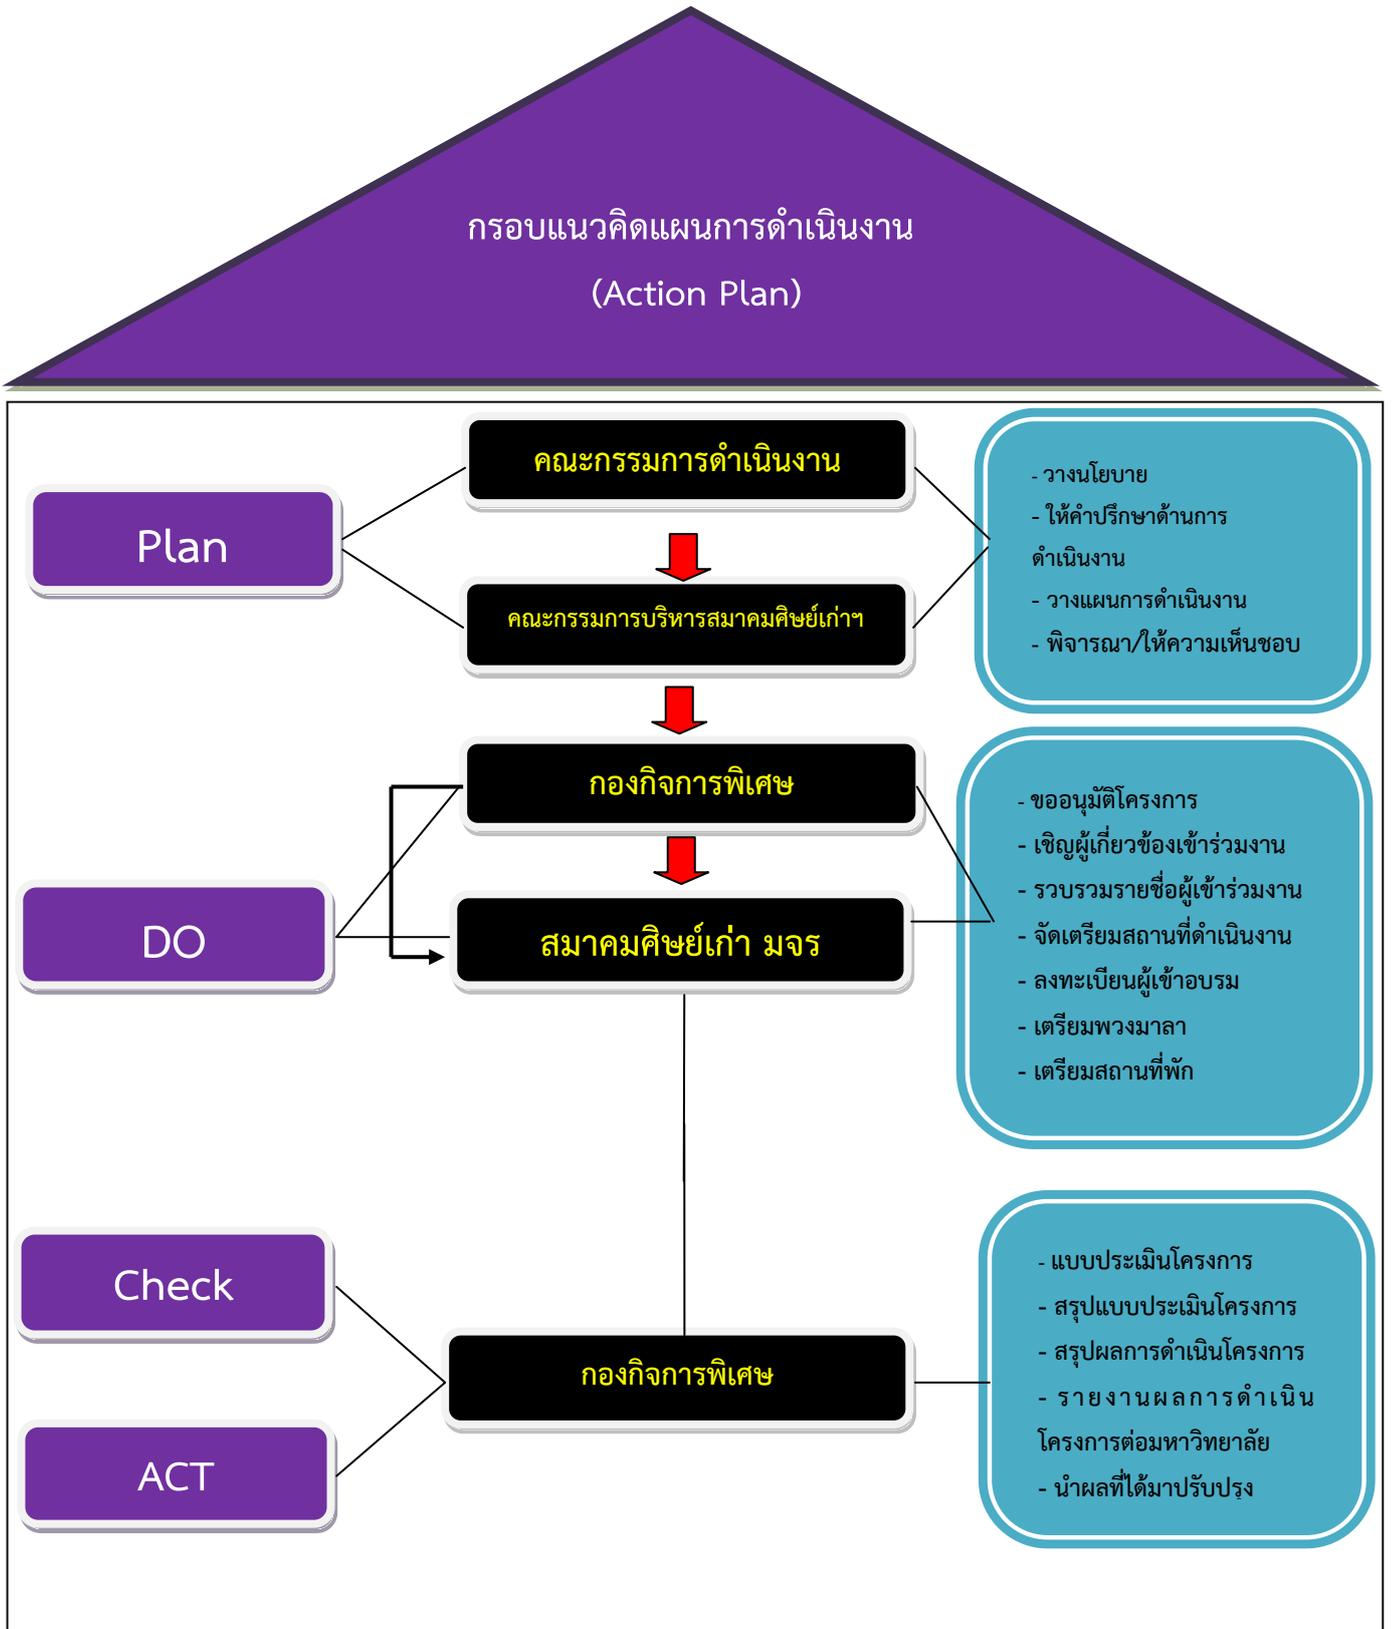 กรอบแนวคิดแผนการดำเนินงาน
(Action Plan)
Plan
คณะกรรมการดำเนินงาน
คณะกรรมการบริหารสมาคมศิษย์เก่าฯ
- วางนโยบาย
- ให้คำปรึกษาด้านการ
ดำเนินงาน
- วางแผนการดำเนินงาน
- พิจารณา/ให้ความเห็นชอบ
DO
กองกิจการพิเศษ
สมาคมศิษย์เก่า มจร
- ขออนุมัติโครงการ
- เชิญผู้เกี่ยวข้องเข้าร่วมงาน
- รวบรวมรายชื่อผู้เข้าร่วมงาน
- จัดเตรียมสถานที่ดำเนินงาน
- ลงทะเบียนผู้เข้าอบรม
- เตรียมพวงมาลา
- เตรียมสถานที่พัก
Check
ACT
กองกิจการพิเศษ
- แบบประเมินโครงการ
- สรุปแบบประเมินโครงการ
- สรุปผลการดำเนินโครงการ
- รายงานผลการดำเนิน
โครงการต่อมหาวิทยาลัย
- นำผลที่ได้มาปรับปรุง